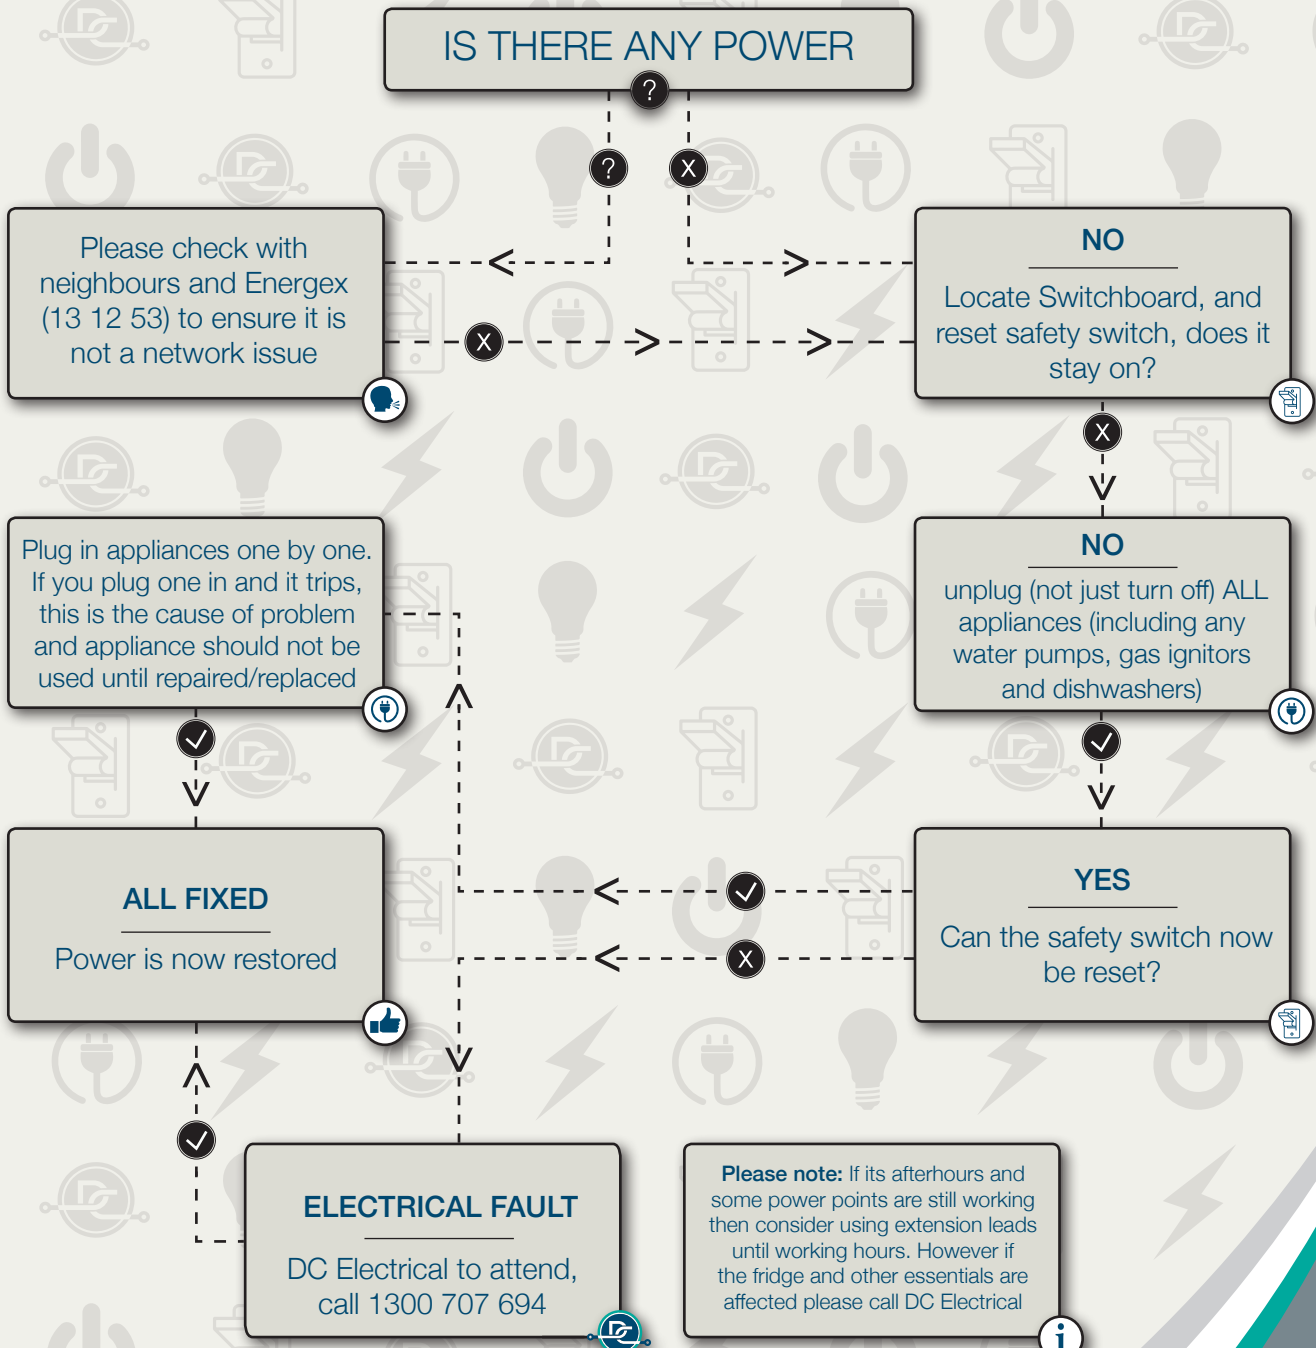 IS THERE ANY POWER
?
?
X
Please check with
neighbours and Energex
(13 12 53) to ensure it is
not a network issue
X
NO
Locate Switchboard, and
reset safety switch, does it
stay on?
X
Plug in appliances one by one.
If you plug one in and it trips,
this is the cause of problem
and appliance should not be
used until repaired/replaced
NO
unplug (not just turn off) ALL
appliances (including any
water pumps, gas ignitors
and dishwashers)
ALL FIXED
Power is now restored
YES
Can the safety switch now
be reset?
X
ELECTRICAL FAULT
DC Electrical to attend,
call 1300 707 694
DC
Please note: If its afterhours and
some power points are still working
then consider using extension leads
until working hours. However if
the fridge and other essentials are
affected please call DC Electrical
i